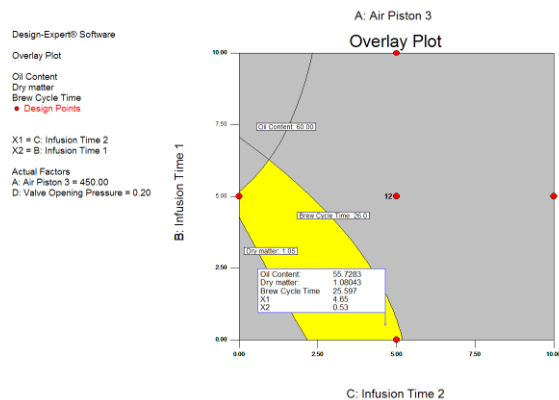 A: Air Piston 3
Design-Expert® Software
Overlay Plot
Overlay Plot
Oil Content
Dry matter
Brew Cycle Time
Design Points
X1 = C: Infusion Time 2
X2 = B: Infusion Time 1
Actual Factors
A: Air Piston 3 = 450.00
D: Valve Opening Pressure = 0.20
B: Infusion Time 1
10.00
7.50
5.00
2.50
0.00
Oil Content: 60.00
12
Brew Cycle Time: 26.0
Dry matter: 1.05
Oil Content: 55.7283
Dry matter: 1.08043
Brew Cycle Time 25.597
X1 4.65
X2 0.53
0.00 2.50 5.00 7.50 10.00
C: Infusion Time 2